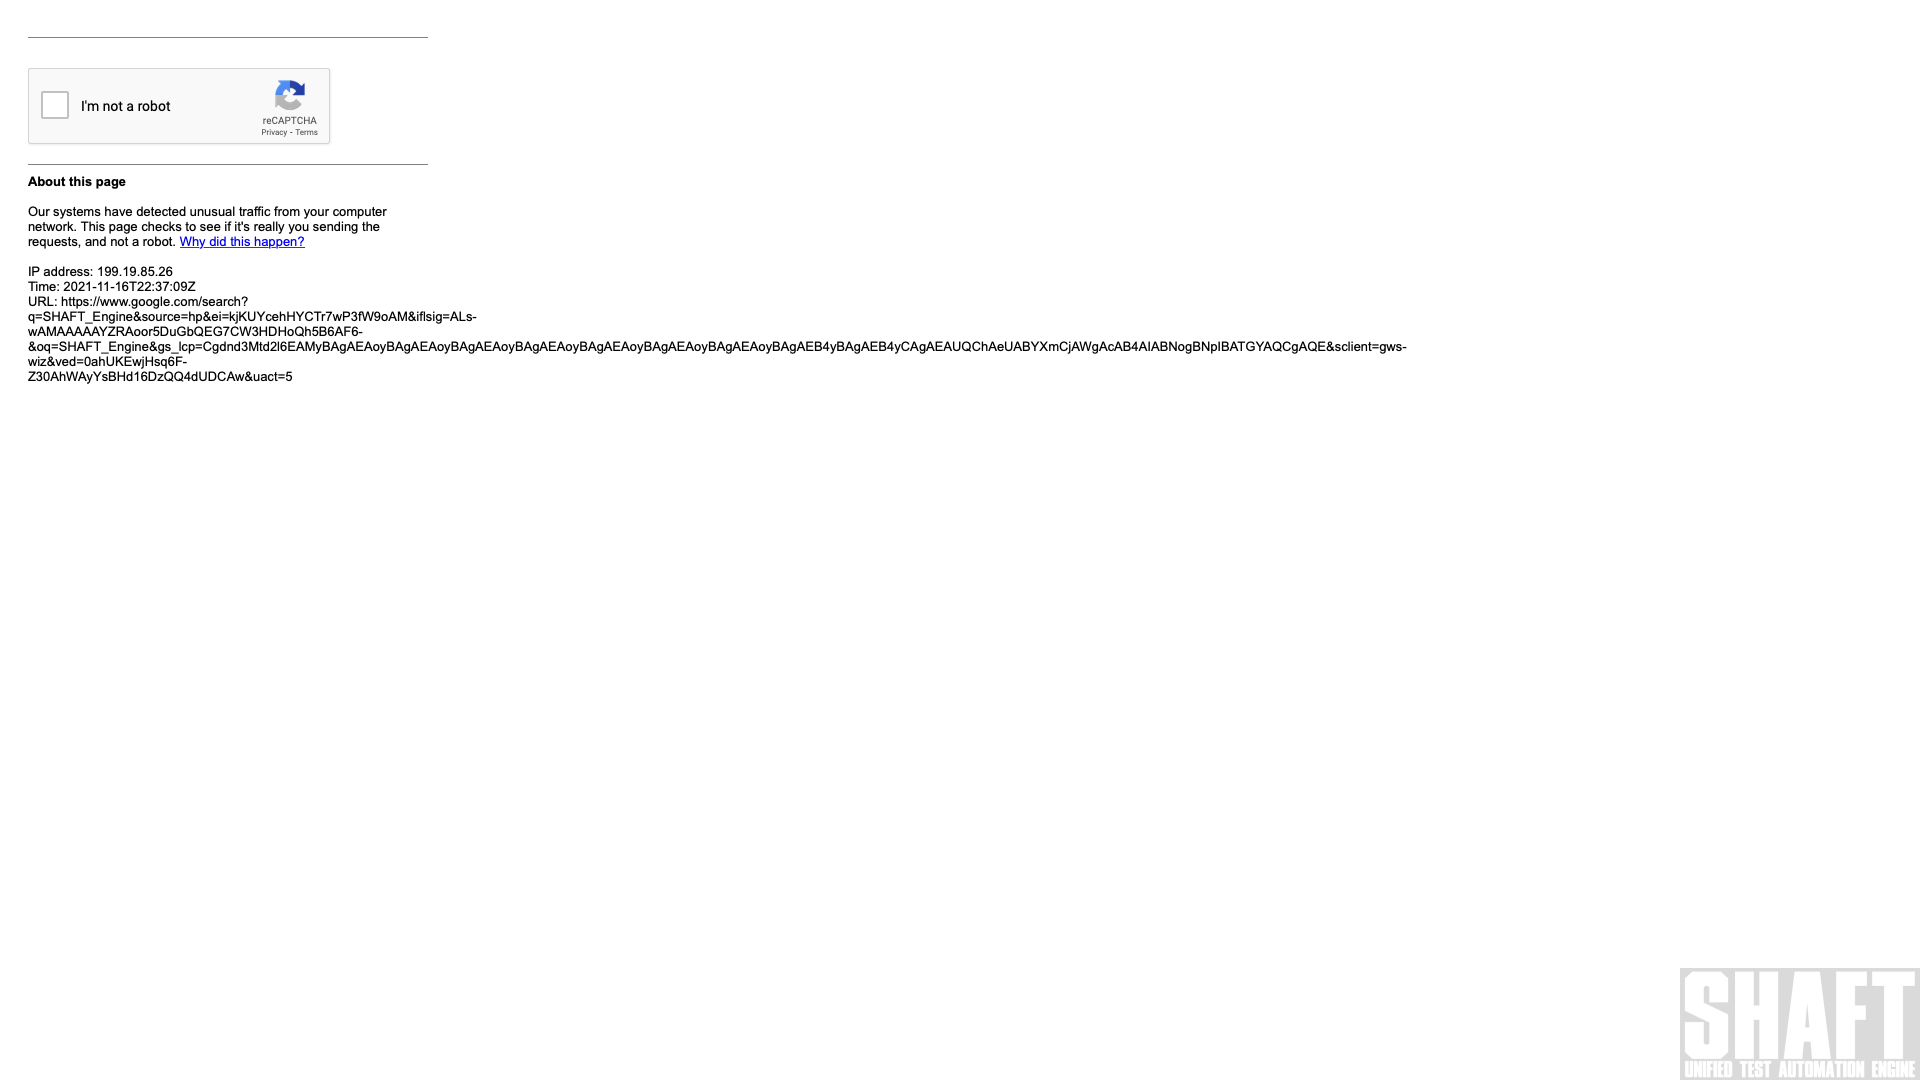 I'm not a robot
reCAPTCHA
Privacy - Terms
About this page
Our systems have detected unusual traffic from your computer
network. This page checks to see if it's really you sending the
requests, and not a robot. Why did this happen?
IP address: 199.19.85.26
Time: 2021-11-16T22:37:09Z
URL: https://www.google.com/search?
q=SHAFT_Engine&source=hp&ei=kjKUYcehHYCTr7wP3fW9oAM&iflsig=ALs-
wAMAAAAAYZRAoor5DuGbQEG7CW3HDHoQh5B6AF6-
&oq=SHAFT_Engine&gs_lcp=Cgdnd3Mtd2l6EAMyBAgAEAoyBAgAEAoyBAgAEAoyBAgAEAoyBAgAEAoyBAgAEAoyBAgAEAoyBAgAEB4yBAgAEB4yCAgAEAUQChAeUABYXmCjAWgAcAB4AIABNogBNpIBATGYAQCgAQE&sclient=gws-
wiz&ved=0ahUKEwjHsq6F-
Z30AhWAyYsBHd16DzQQ4dUDCAw&uact=5
SHAFT
UNIFIED TEST AUTOMATION ENGINE